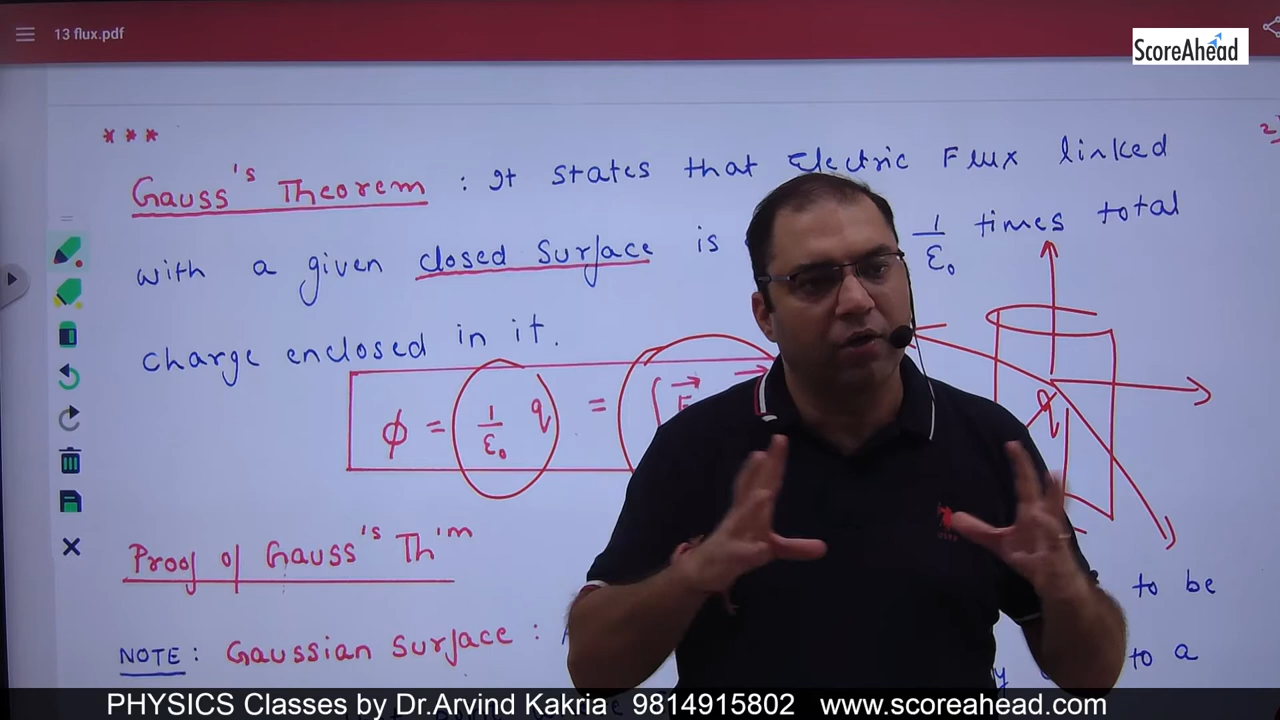 13 flux.pdf
ScoreAhead
***
Gauss's Theorem : It states that Electric Flux linked
with a given closed surface is 1/ε₀ times total
charge enclosed in it.
φ = 1/ε₀ q = ∫ E
q
Proof of Gauss's Th'm
to be
NOTE: Gaussian Surface :
to a
PHYSICS Classes by Dr.Arvind Kakria 9814915802 www.scoreahead.com